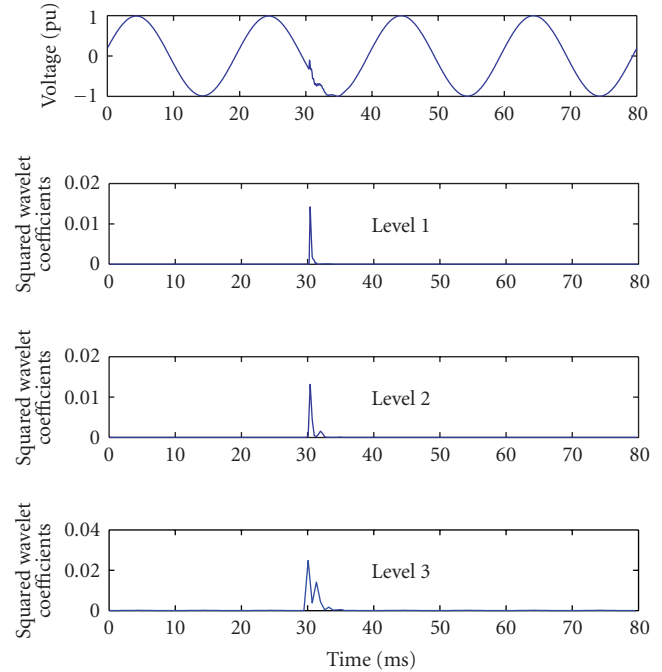 Voltage (pu)
1
0
−1
0 10 20 30 40 50 60 70 80
Squared wavelet
coefficients
0.02
0.01
0
Level 1
0 10 20 30 40 50 60 70 80
Squared wavelet
coefficients
0.02
0.01
0
Level 2
0 10 20 30 40 50 60 70 80
Squared wavelet
coefficients
0.04
0.02
0
Level 3
0 10 20 30 40 50 60 70 80
Time (ms)